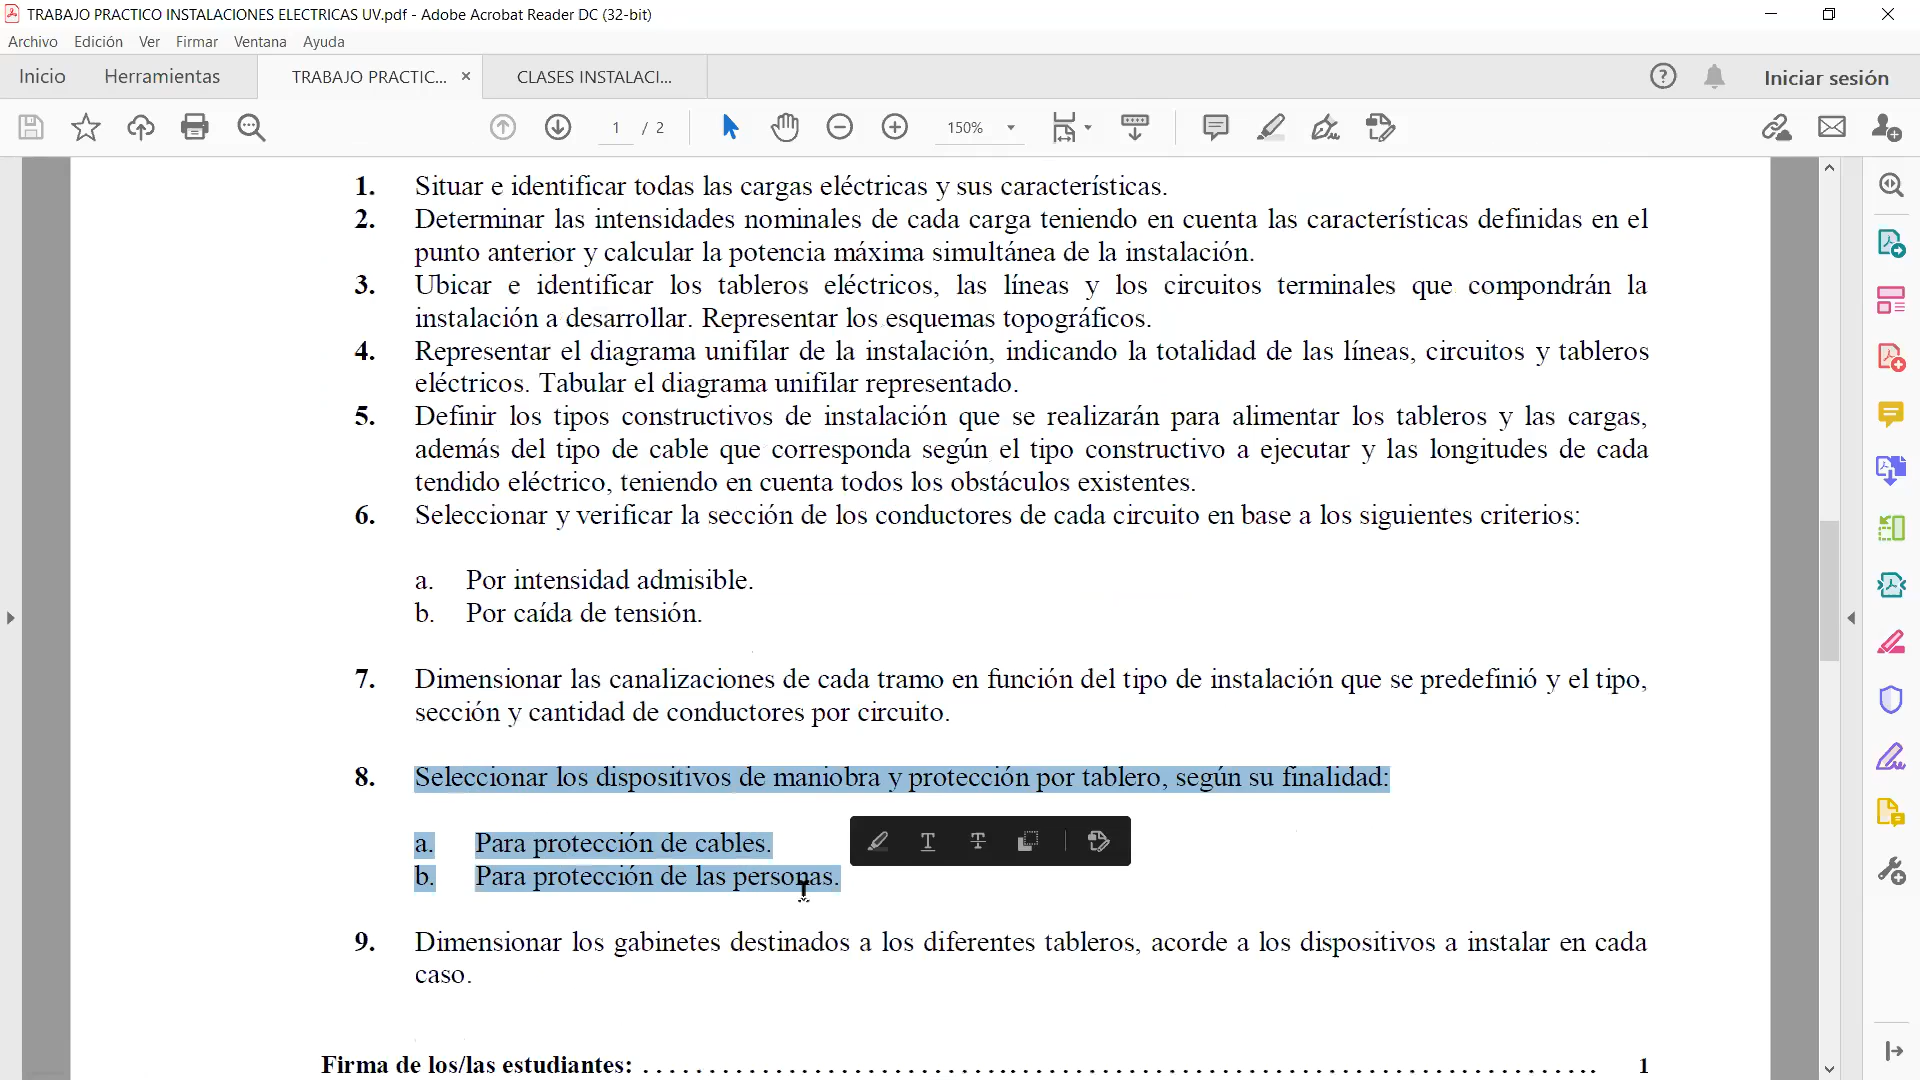 TRABAJO PRACTICO INSTALACIONES ELECTRICAS UV.pdf - Adobe Acrobat Reader DC (32-bit)
Archivo Edición Ver Firmar Ventana Ayuda
Inicio Herramientas TRABAJO PRACTIC... × CLASES INSTALACI... Iniciar sesión
1 / 2 150%
1. Situar e identificar todas las cargas eléctricas y sus características.
2. Determinar las intensidades nominales de cada carga teniendo en cuenta las características definidas en el
punto anterior y calcular la potencia máxima simultánea de la instalación.
3. Ubicar e identificar los tableros eléctricos, las líneas y los circuitos terminales que compondrán la
instalación a desarrollar. Representar los esquemas topográficos.
4. Representar el diagrama unifilar de la instalación, indicando la totalidad de las líneas, circuitos y tableros
eléctricos. Tabular el diagrama unifilar representado.
5. Definir los tipos constructivos de instalación que se realizarán para alimentar los tableros y las cargas,
además del tipo de cable que corresponda según el tipo constructivo a ejecutar y las longitudes de cada
tendido eléctrico, teniendo en cuenta todos los obstáculos existentes.
6. Seleccionar y verificar la sección de los conductores de cada circuito en base a los siguientes criterios:
a. Por intensidad admisible.
b. Por caída de tensión.
7. Dimensionar las canalizaciones de cada tramo en función del tipo de instalación que se predefinió y el tipo,
sección y cantidad de conductores por circuito.
8. Seleccionar los dispositivos de maniobra y protección por tablero, según su finalidad:
a. Para protección de cables.
b. Para protección de las personas.
9. Dimensionar los gabinetes destinados a los diferentes tableros, acorde a los dispositivos a instalar en cada
caso.
Firma de los/las estudiantes: . . . . . . . . . . . . . . . . . . . . . . . . . . . . . . . . . . . . . . . . . . . . . . . . . . . . . . . . . . . . . . . . . . . . . . . . 1